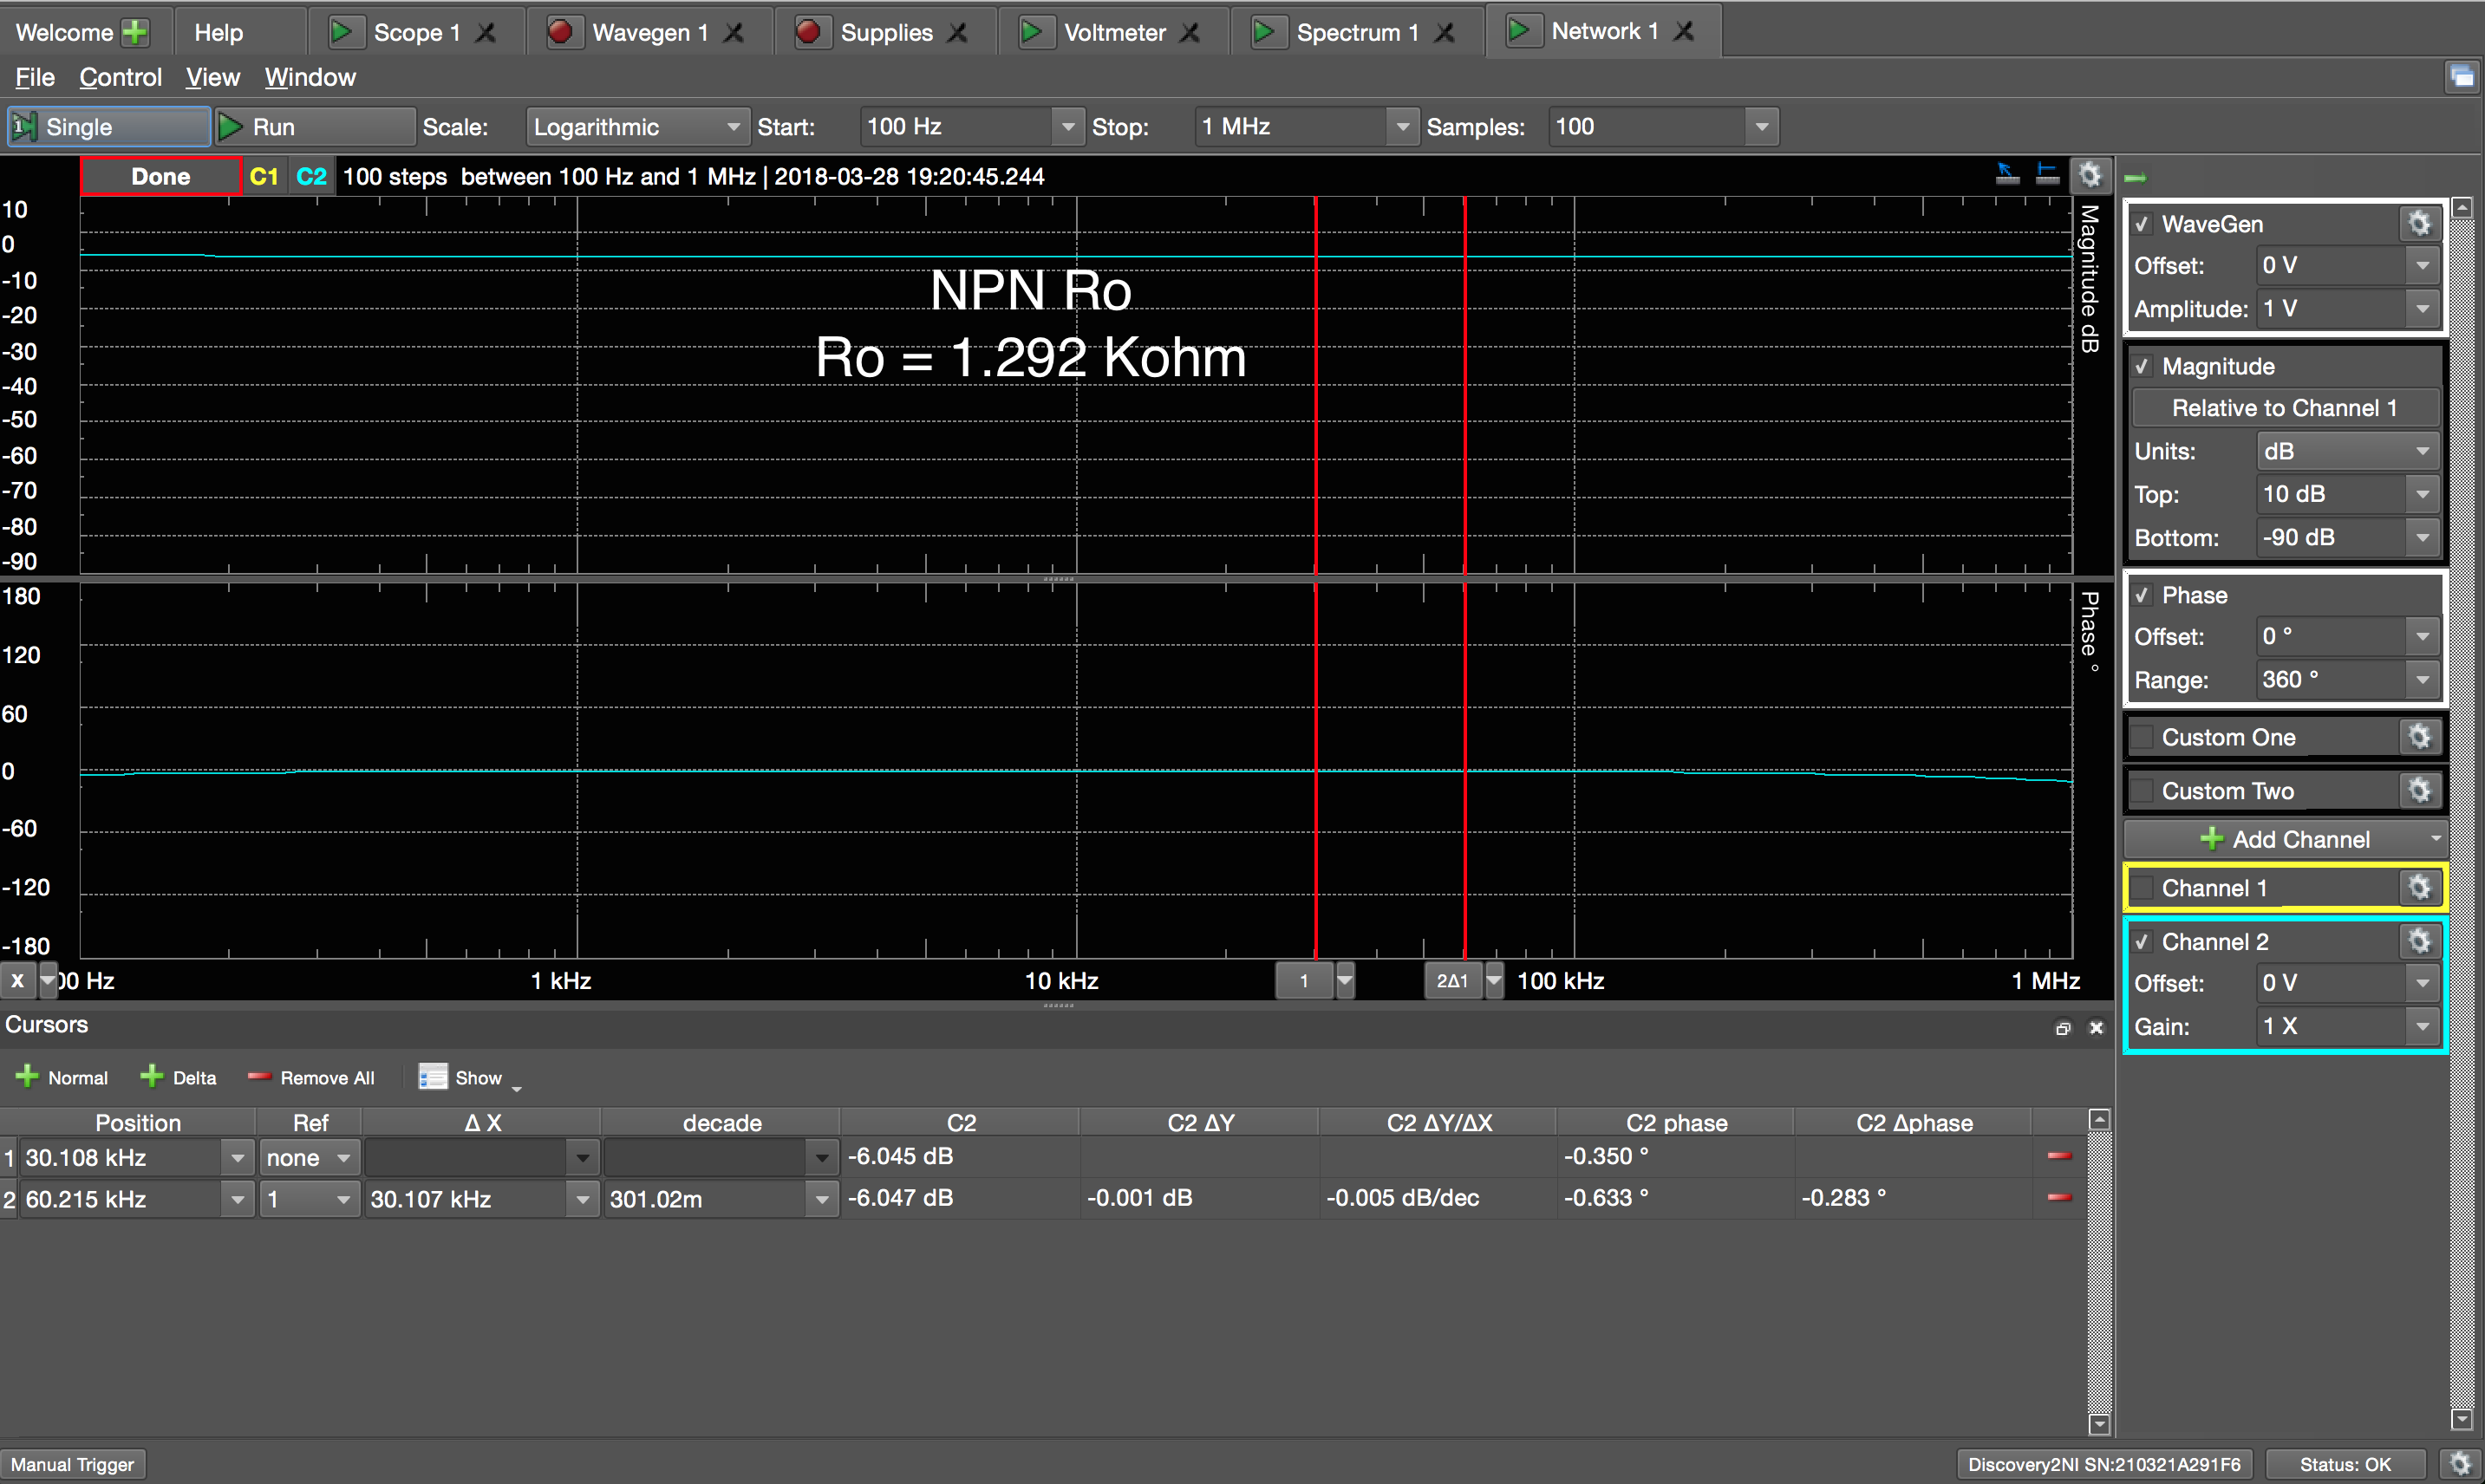 Welcome Help Scope 1 Wavegen 1 Supplies Voltmeter Spectrum 1 Network 1
File Control View Window
1 Single Run Scale: Logarithmic Start: 100 Hz Stop: 1 MHz Samples: 100
Done C1 C2 100 steps between 100 Hz and 1 MHz | 2018-03-28 19:20:45.244
10
0
-10
-20
-30
-40
-50
-60
-70
-80
-90
Magnitude dB
NPN Ro
Ro = 1.292 Kohm
180
120
60
0
-60
-120
-180
Phase °
X 00 Hz 1 kHz 10 kHz 1 2Δ1 100 kHz 1 MHz
WaveGen
Offset: 0 V
Amplitude: 1 V
Magnitude
Relative to Channel 1
Units: dB
Top: 10 dB
Bottom: -90 dB
Phase
Offset: 0 °
Range: 360 °
Custom One
Custom Two
Add Channel
Channel 1
Channel 2
Offset: 0 V
Gain: 1 X
Cursors
Normal Delta Remove All Show
Position Ref Δ X decade C2 C2 ΔY C2 ΔY/ΔX C2 phase C2 Δphase
1 30.108 kHz none -6.045 dB -0.350 °
2 60.215 kHz 1 30.107 kHz 301.02m -6.047 dB -0.001 dB -0.005 dB/dec -0.633 ° -0.283 °
Manual Trigger Discovery2NI SN:210321A291F6 Status: OK